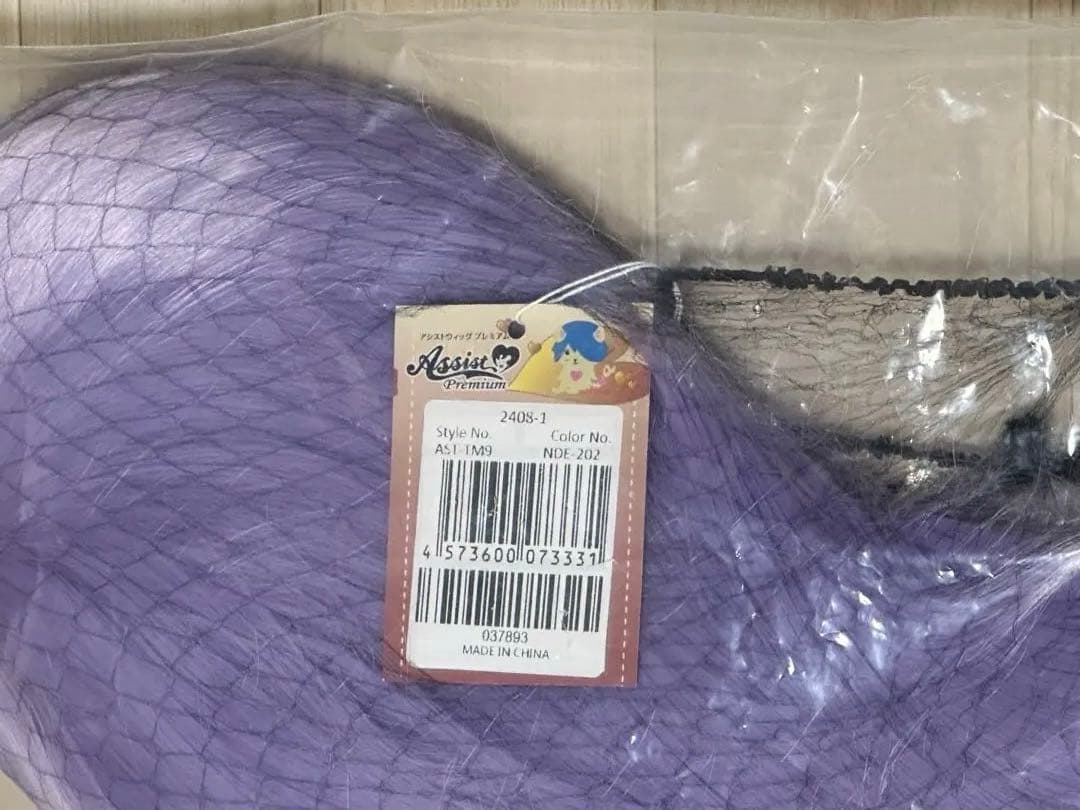 アシストウィッグ プレミアム
Assist
Premium
2408-1
Style No. Color No.
AST-TM9 NDE-202
4 573600 073331
037893
MADE IN CHINA